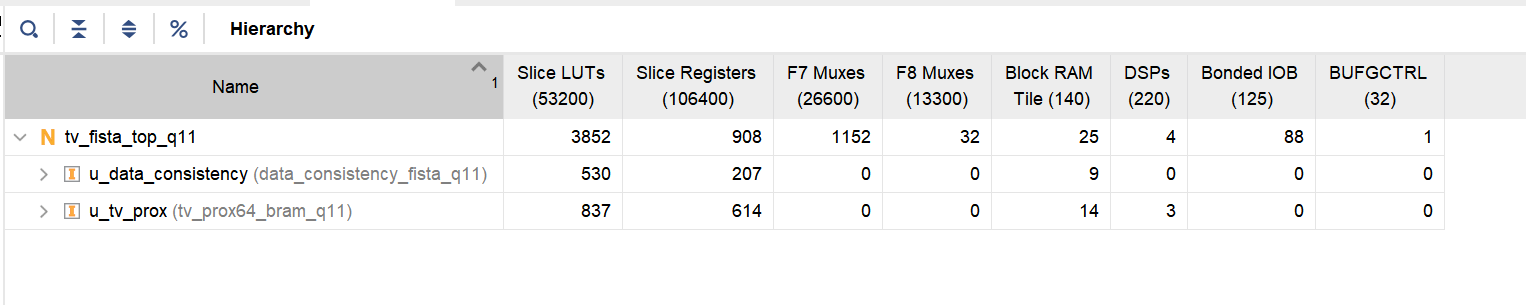 Hierarchy
Name 1 Slice LUTs (53200) Slice Registers (106400) F7 Muxes (26600) F8 Muxes (13300) Block RAM Tile (140) DSPs (220) Bonded IOB (125) BUFGCTRL (32)
N tv_fista_top_q11 3852 908 1152 32 25 4 88 1
I u_data_consistency (data_consistency_fista_q11) 530 207 0 0 9 0 0 0
I u_tv_prox (tv_prox64_bram_q11) 837 614 0 0 14 3 0 0